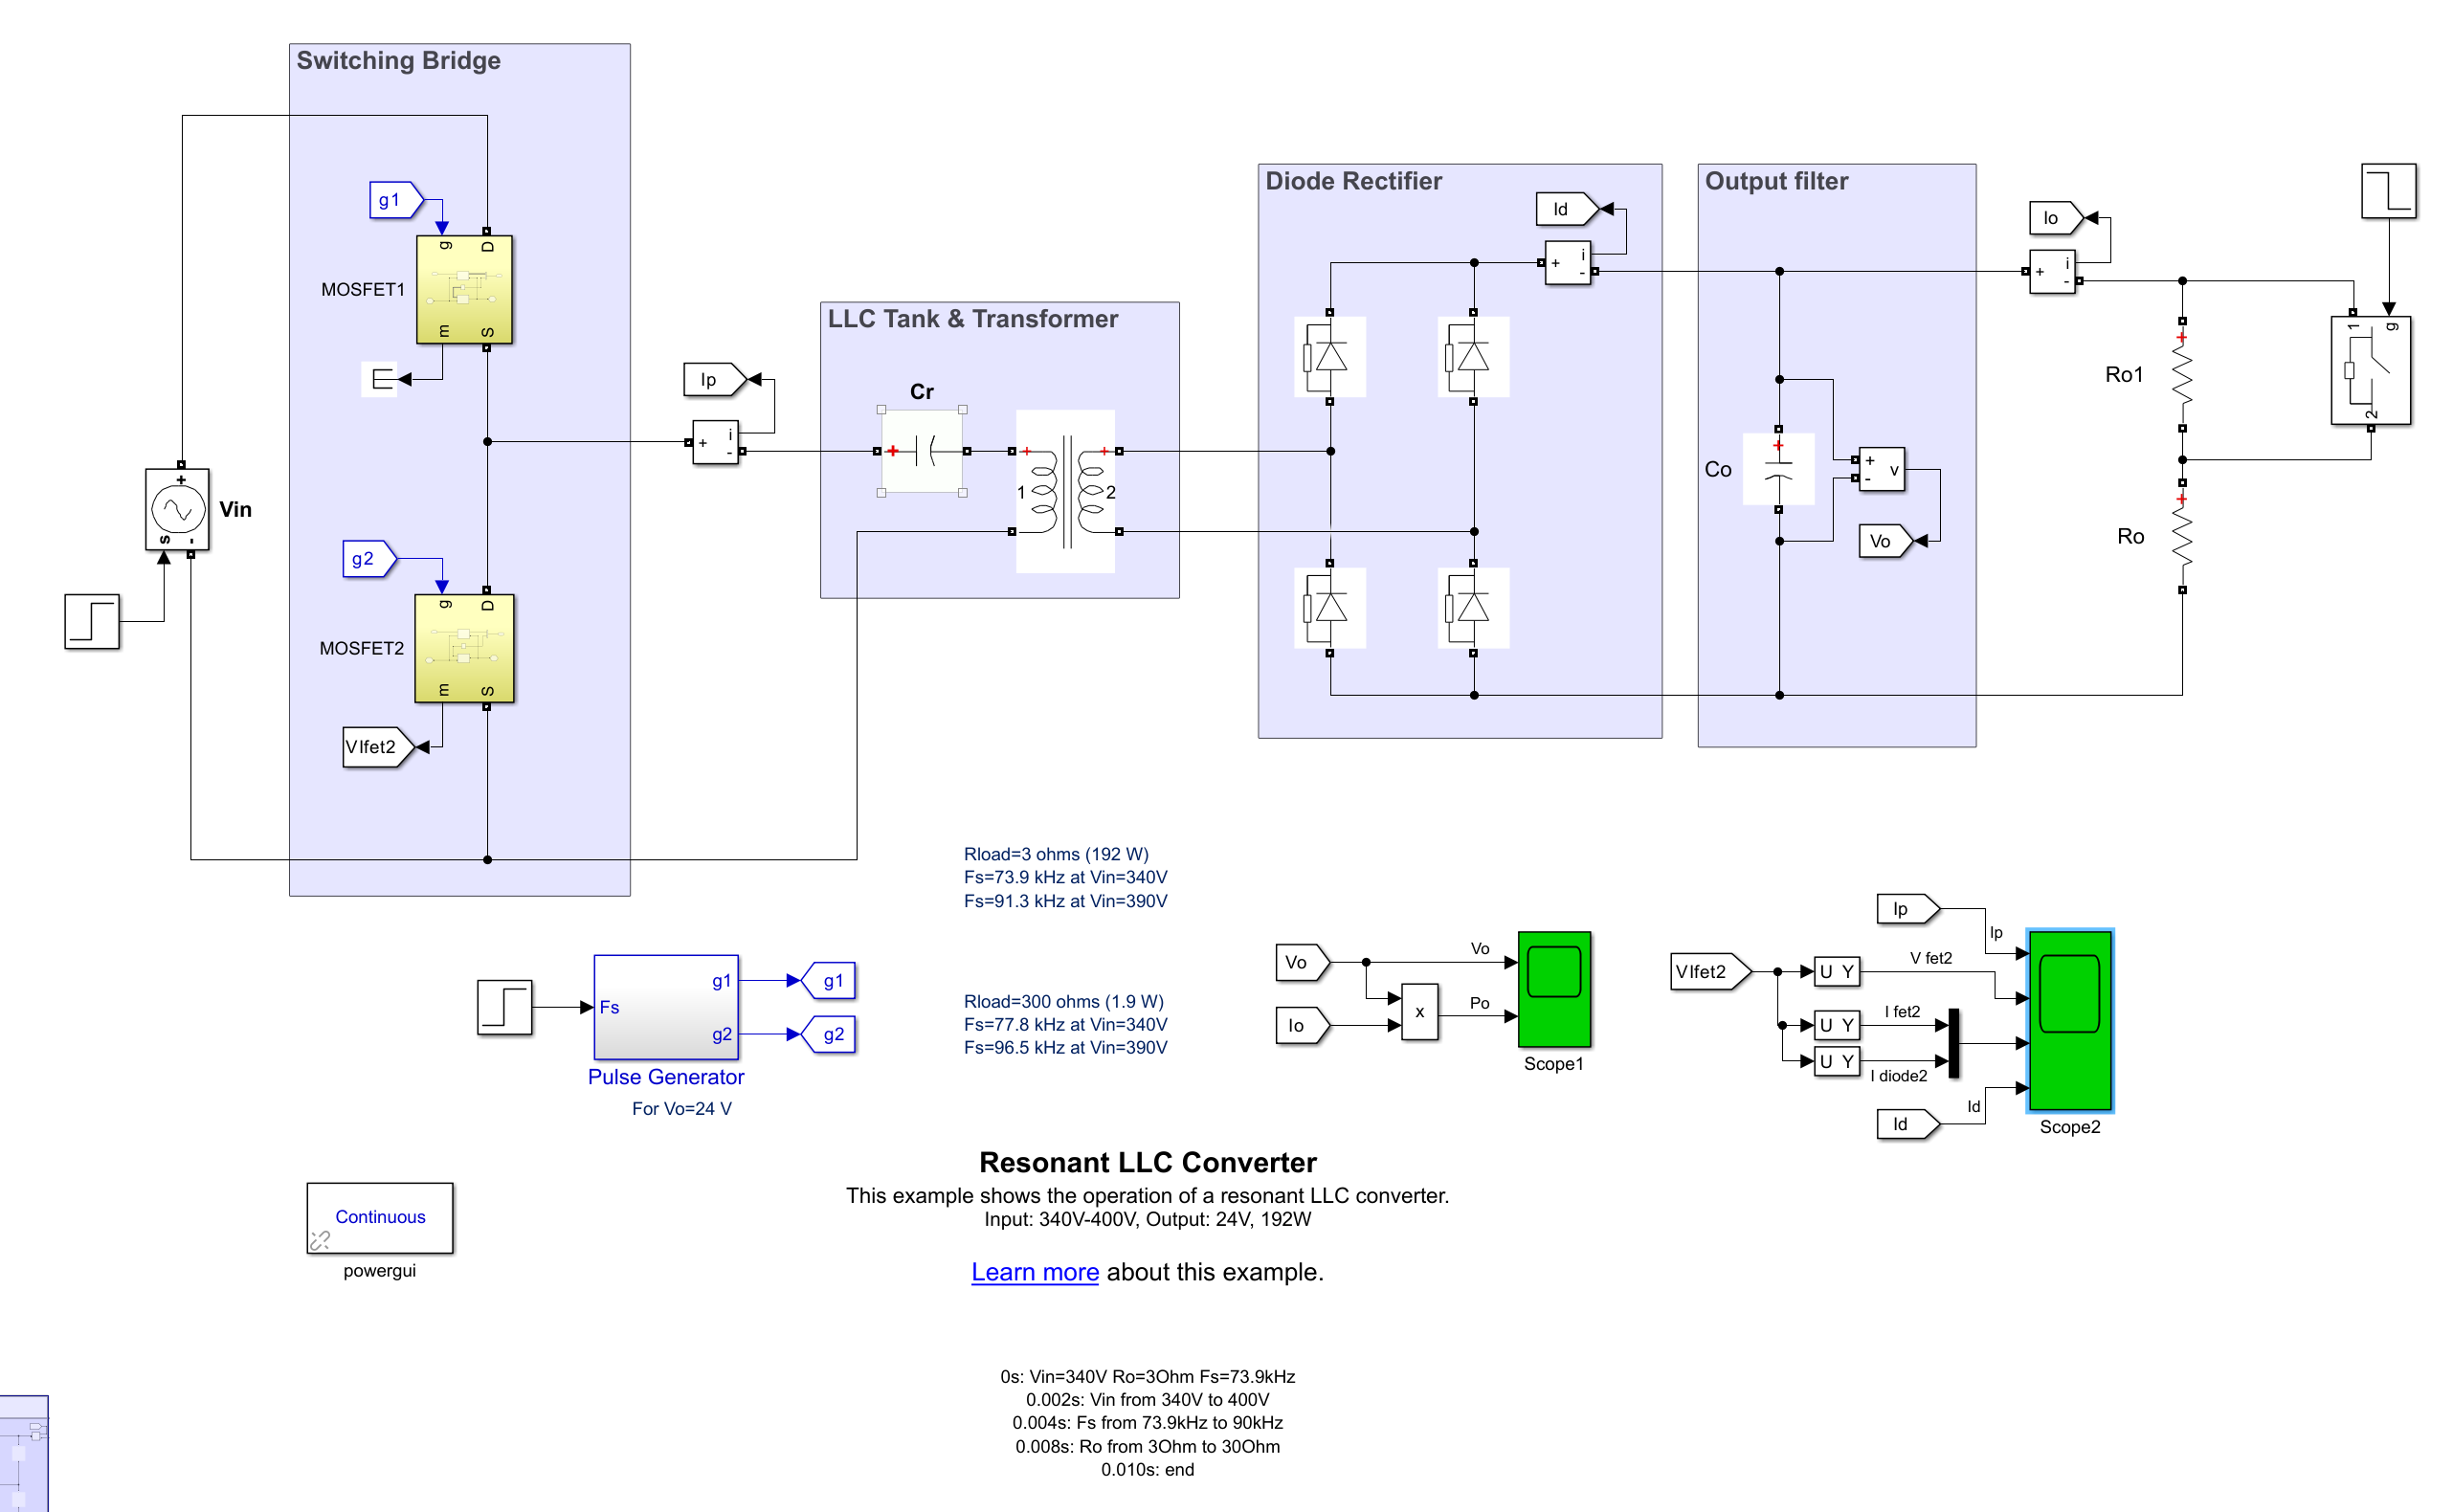 Switching Bridge
g1
g
D
MOSFET1
m
S
Vin
+
s
-
g2
g
D
MOSFET2
m
S
VIfet2
Ip
+
i
-
LLC Tank & Transformer
Cr
+
+
+
1
2
Diode Rectifier
Id
+
i
-
Output filter
+
Co
+
-
v
Vo
Io
+
i
-
+
Ro1
+
Ro
1
g
2
Rload=3 ohms (192 W)
Fs=73.9 kHz at Vin=340V
Fs=91.3 kHz at Vin=390V
Rload=300 ohms (1.9 W)
Fs=77.8 kHz at Vin=340V
Fs=96.5 kHz at Vin=390V
Fs
g1
g2
g1
g2
Pulse Generator
For Vo=24 V
Vo
Io
x
Vo
Po
Scope1
VIfet2
Ip
Ip
U Y
V fet2
U Y
I fet2
U Y
I diode2
Id
Id
Scope2
Continuous
powergui
Resonant LLC Converter
This example shows the operation of a resonant LLC converter.
Input: 340V-400V, Output: 24V, 192W
Learn more about this example.
0s: Vin=340V Ro=3Ohm Fs=73.9kHz
0.002s: Vin from 340V to 400V
0.004s: Fs from 73.9kHz to 90kHz
0.008s: Ro from 3Ohm to 30Ohm
0.010s: end